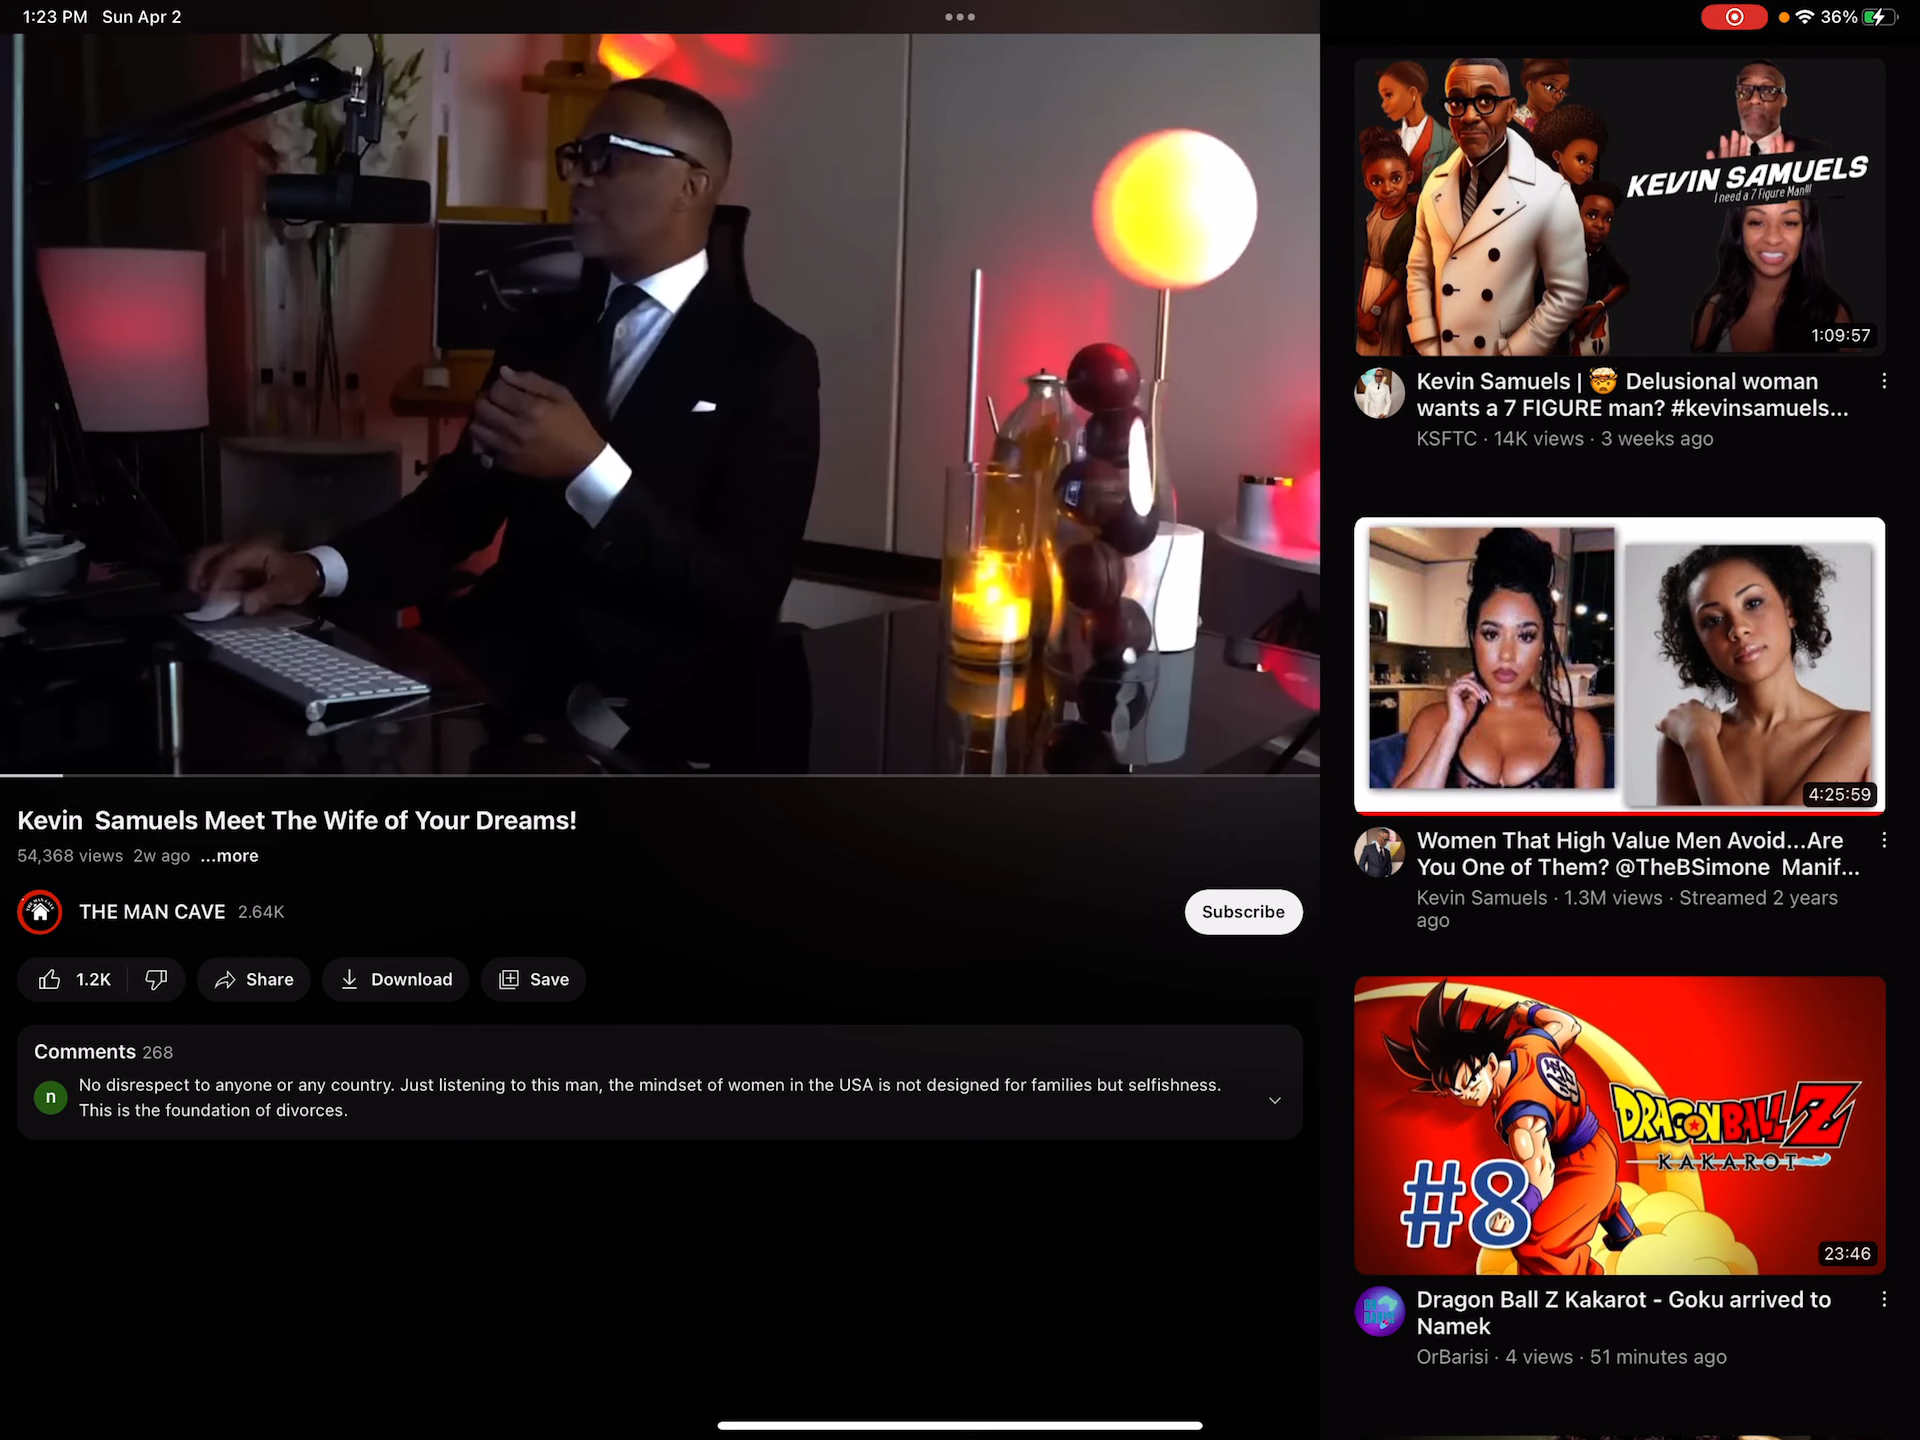 1:23 PM Sun Apr 2
36%
Kevin Samuels Meet The Wife of Your Dreams!
54,368 views 2w ago ...more
THE MAN CAVE 2.64K
Subscribe
1.2K
Share
Download
Save
Comments 268
n
No disrespect to anyone or any country. Just listening to this man, the mindset of women in the USA is not designed for families but selfishness.
This is the foundation of divorces.
KEVIN SAMUELS
I need a 7 Figure Man!!!
1:09:57
Kevin Samuels | 🤯 Delusional woman
wants a 7 FIGURE man? #kevinsamuels...
KSFTC · 14K views · 3 weeks ago
4:25:59
Women That High Value Men Avoid...Are
You One of Them? @TheBSimone Manif...
Kevin Samuels · 1.3M views · Streamed 2 years
ago
DRAGON BALL Z
KAKAROT
#8
23:46
Dragon Ball Z Kakarot - Goku arrived to
Namek
OrBarisi · 4 views · 51 minutes ago